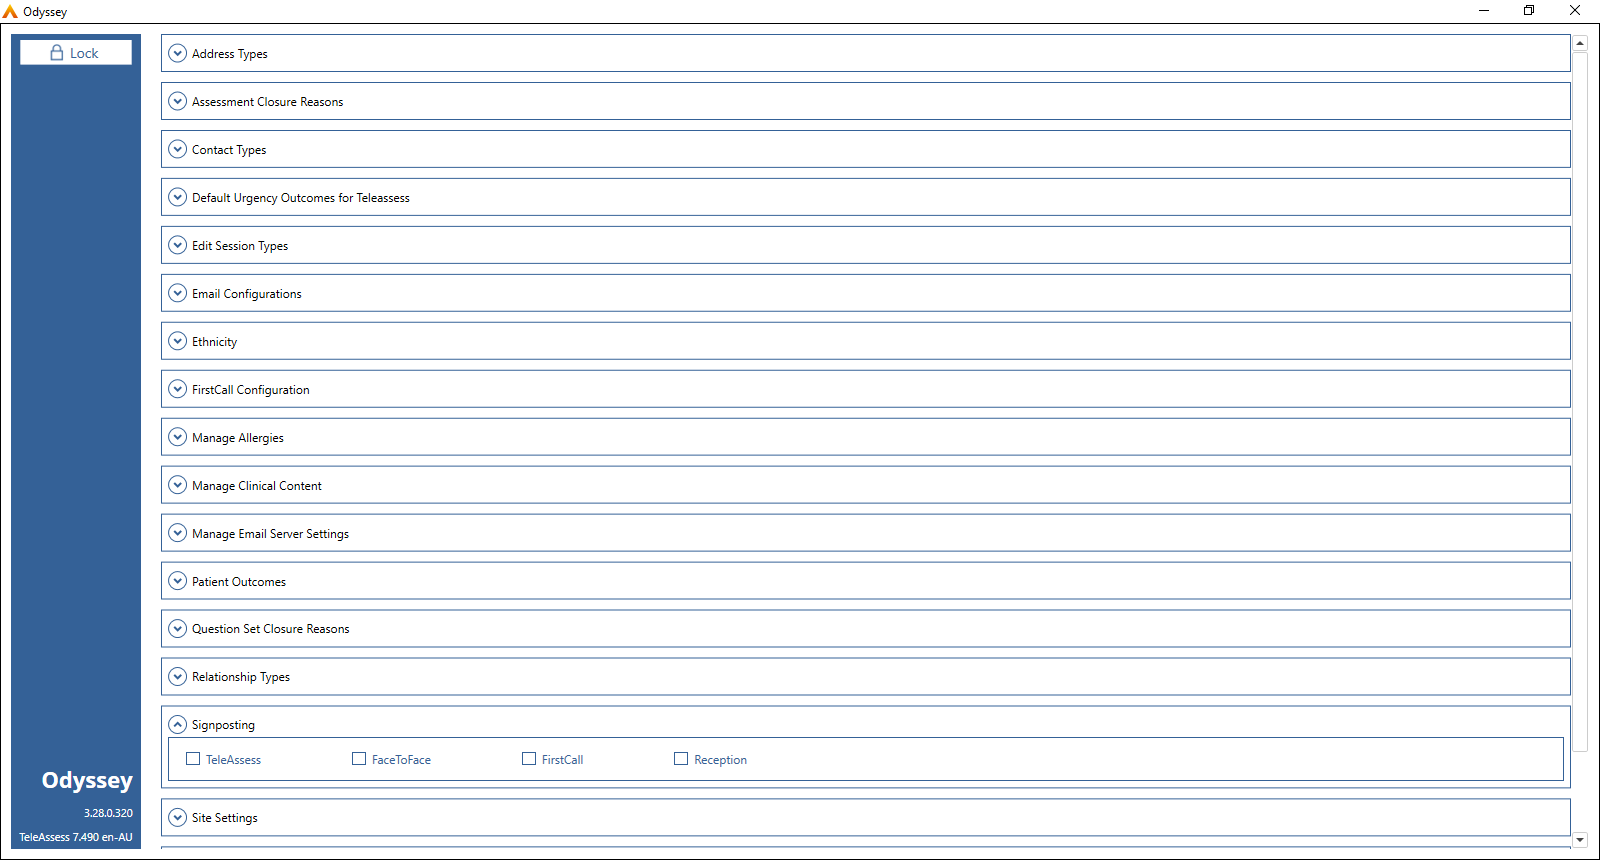 Odyssey
Lock
Address Types
Assessment Closure Reasons
Contact Types
Default Urgency Outcomes for Teleassess
Edit Session Types
Email Configurations
Ethnicity
FirstCall Configuration
Manage Allergies
Manage Clinical Content
Manage Email Server Settings
Patient Outcomes
Question Set Closure Reasons
Relationship Types
Signposting
TeleAssess FaceToFace FirstCall Reception
Site Settings
Odyssey
3.28.0.320
TeleAssess 7.490 en-AU